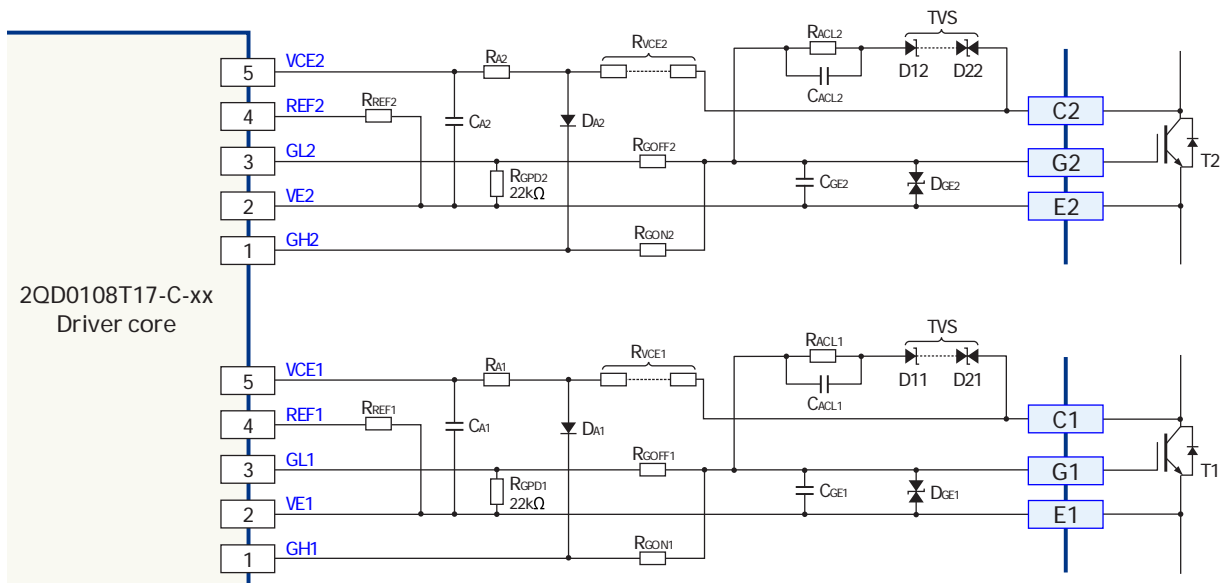 TVS
RVCE2
RACL2
VCE2
RA2
5
D12
D22
CACL2
REF2
RREF2
C2
4
CA2
DA2
GL2
RGOFF2
3
G2
T2
RGPD2
22kΩ
CGE2
DGE2
VE2
2
E2
GH2
RGON2
1
2QD0108T17-C-xx
Driver core
TVS
RVCE1
RACL1
VCE1
RA1
5
D11
D21
CACL1
REF1
RREF1
C1
4
CA1
DA1
GL1
RGOFF1
3
G1
T1
RGPD1
22kΩ
CGE1
DGE1
VE1
2
E1
GH1
RGON1
1